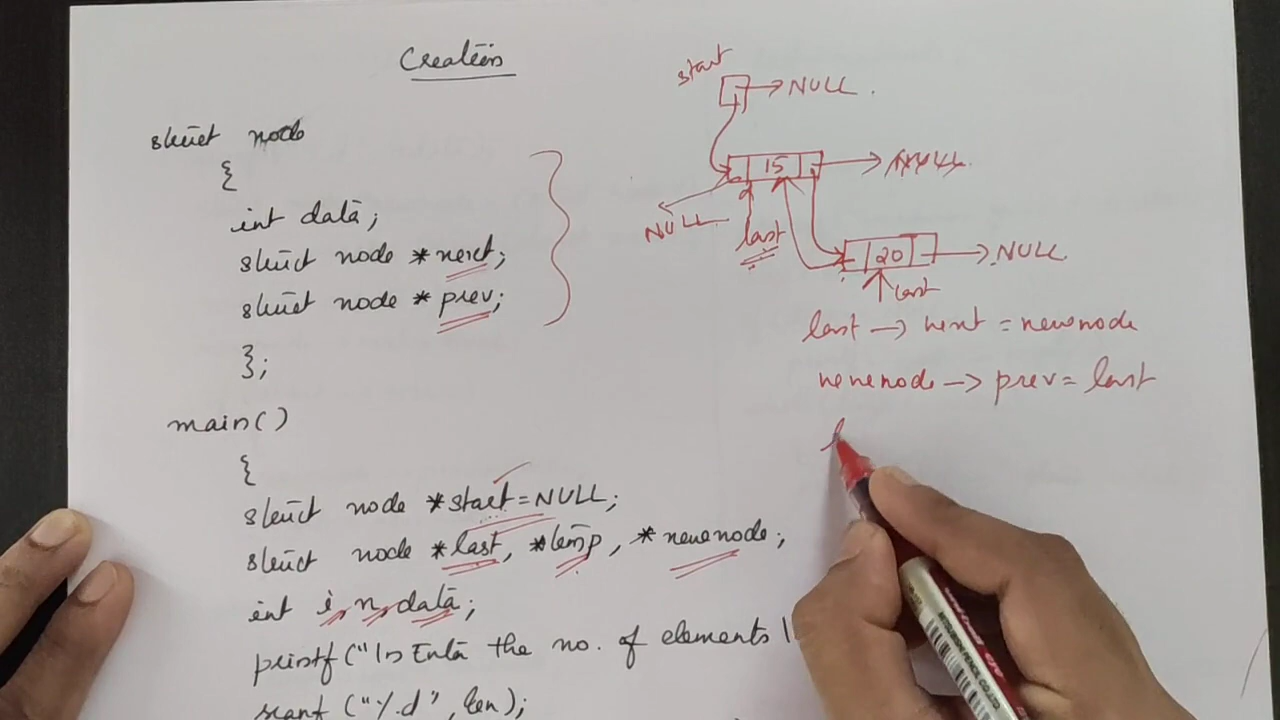 Creation
struct node
{
int data;
struct node *next;
struct node * prev;
};
main()
{
struct node *start=NULL;
struct node *last, *temp, * newnode;
int i, n, data;
printf("\n Enter the no. of elements \
scanf ("%d", &n);
start
NULL.
15
NULL
last
20
NULL
last
last → next = newnode
newnode → prev = last
l